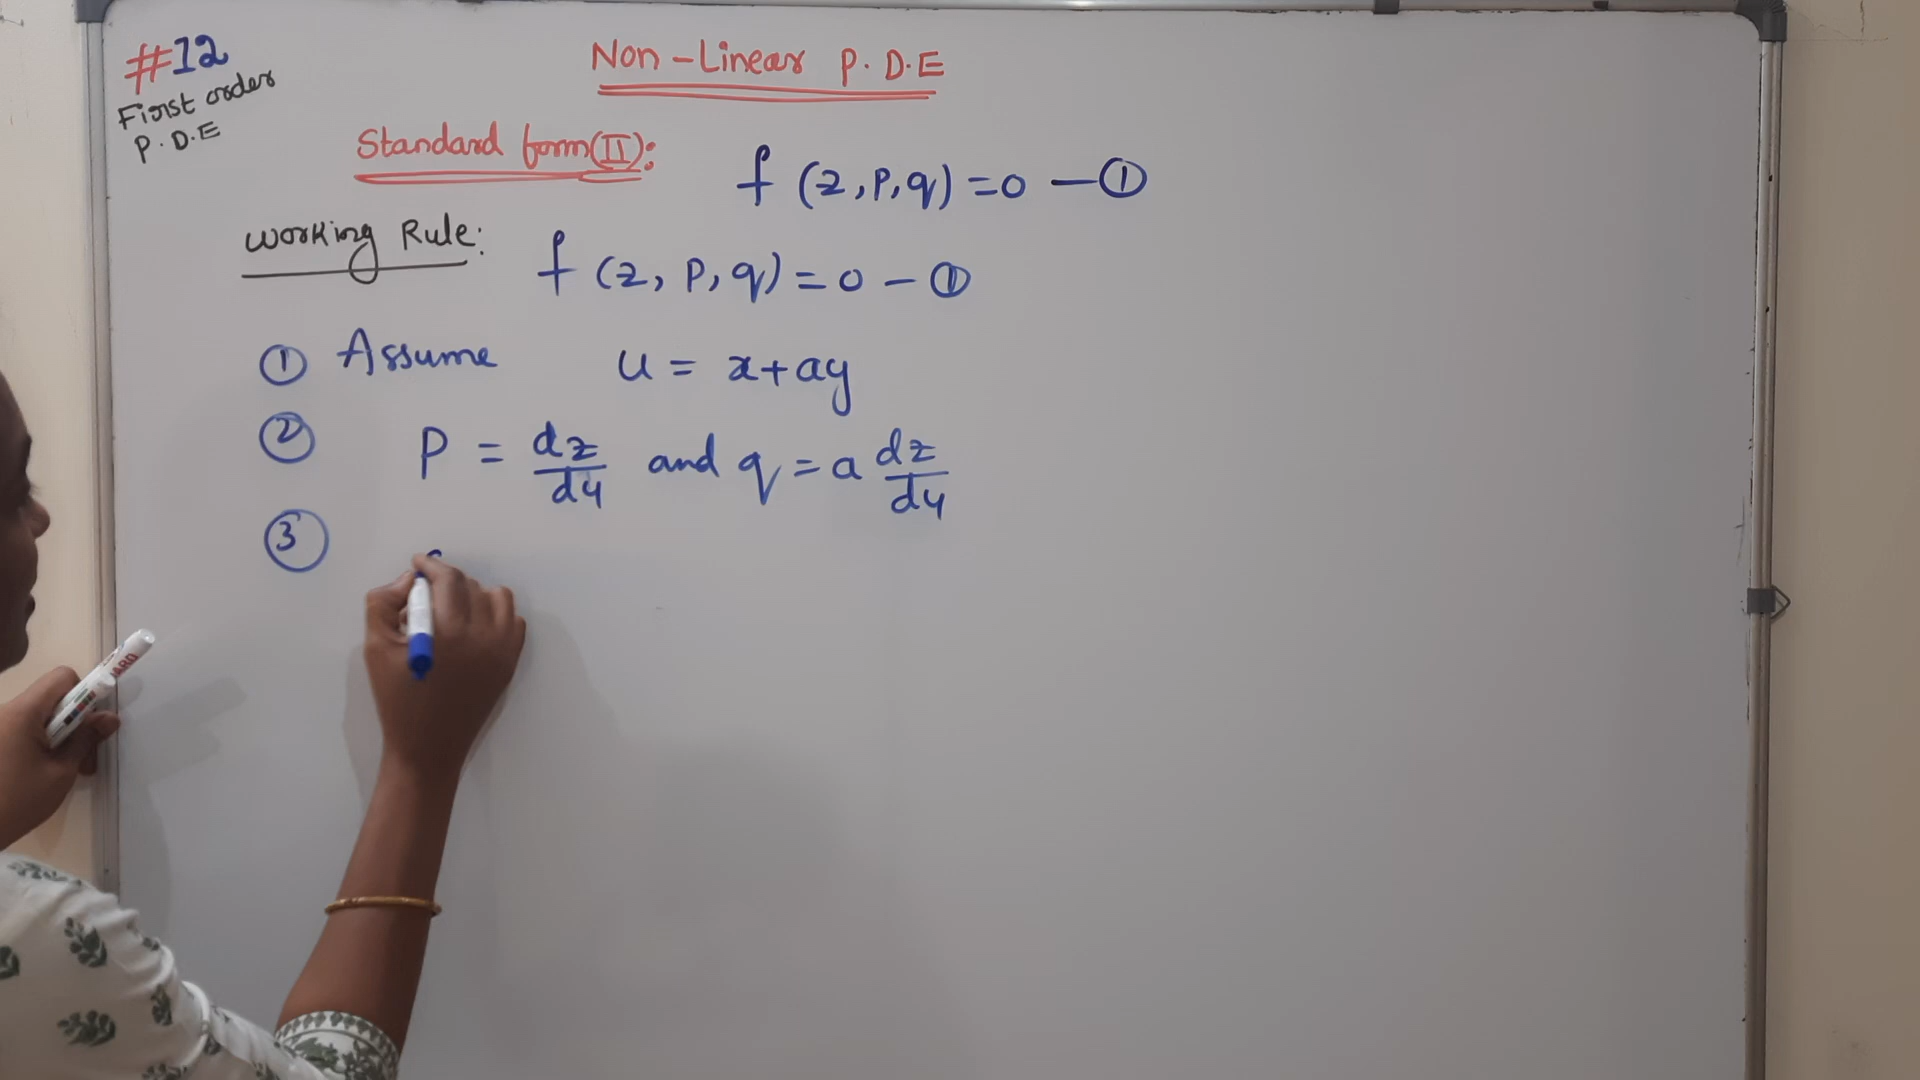 #12
First order
P.D.E
Non-Linear P.D.E
Standard form(II):
f (z,p,q) = 0 — ①
Working Rule:
f (z, p, q) = 0 - ①
① Assume u = x+ay
② P = dz/du and q = a dz/du
③